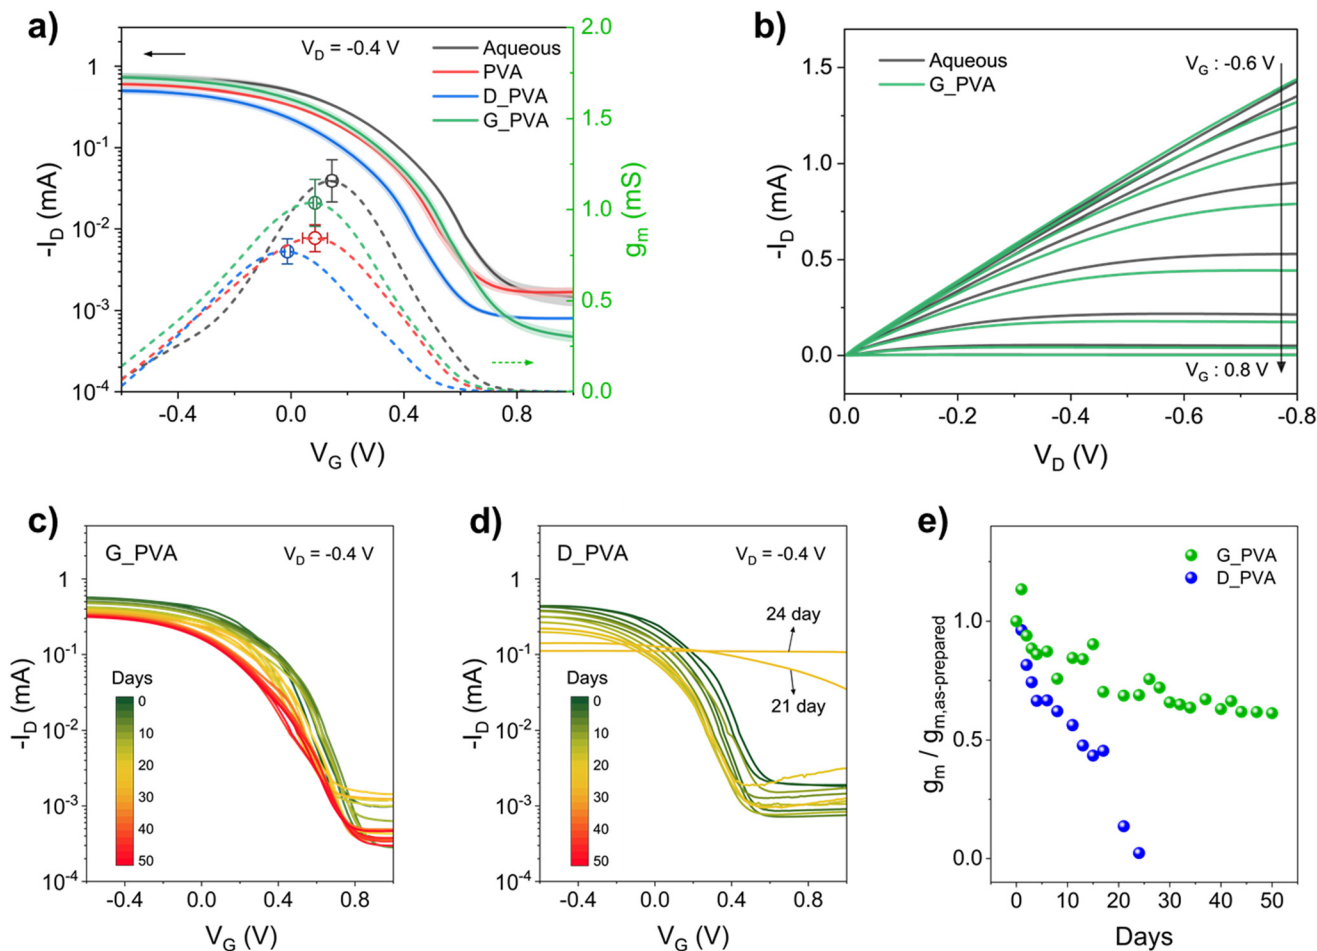 a)
V_D = -0.4 V
Aqueous
PVA
D_PVA
G_PVA
1
10⁻¹
10⁻²
10⁻³
10⁻⁴
-I_D (mA)
2.0
1.5
1.0
0.5
0.0
g_m (mS)
-0.4
0.0
0.4
0.8
V_G (V)
b)
Aqueous
G_PVA
V_G : -0.6 V
V_G : 0.8 V
1.5
1.0
0.5
0.0
-I_D (mA)
0.0
-0.2
-0.4
-0.6
-0.8
V_D (V)
c)
G_PVA
V_D = -0.4 V
Days
0
10
20
30
40
50
1
10⁻¹
10⁻²
10⁻³
10⁻⁴
-I_D (mA)
-0.4
0.0
0.4
0.8
V_G (V)
d)
D_PVA
V_D = -0.4 V
24 day
21 day
Days
0
10
20
30
40
50
1
10⁻¹
10⁻²
10⁻³
10⁻⁴
-I_D (mA)
-0.4
0.0
0.4
0.8
V_G (V)
e)
G_PVA
D_PVA
1.0
0.5
0.0
g_m / g_m,as-prepared
0
10
20
30
40
50
Days